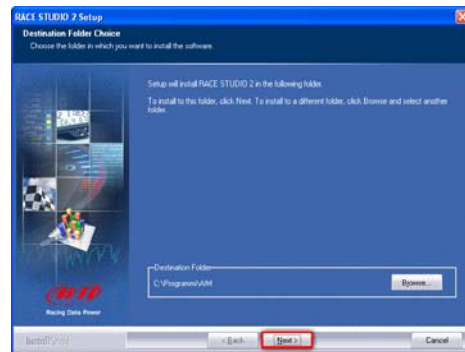 RACE STUDIO 2 Setup
Destination Folder Choice
Choose the folder in which you want to install the software.
Setup will install RACE STUDIO 2 in the following folder.
To install to this folder, click Next. To install to a different folder, click Browse and select another
folder.
Destination Folder
C:\Programmi\AIM
Browse...
Racing Data Power
< Back
Next >
Cancel